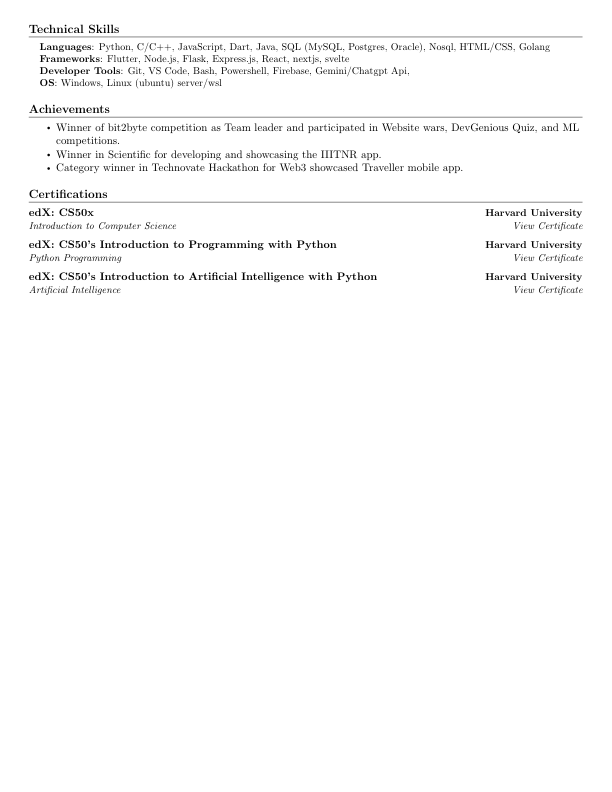 Technical Skills
Languages: Python, C/C++, JavaScript, Dart, Java, SQL (MySQL, Postgres, Oracle), Nosql, HTML/CSS, Golang
Frameworks: Flutter, Node.js, Flask, Express.js, React, nextjs, svelte
Developer Tools: Git, VS Code, Bash, Powershell, Firebase, Gemini/Chatgpt Api,
OS: Windows, Linux (ubuntu) server/wsl
Achievements
• Winner of bit2byte competition as Team leader and participated in Website wars, DevGenious Quiz, and ML
competitions.
• Winner in Scientific for developing and showcasing the IIITNR app.
• Category winner in Technovate Hackathon for Web3 showcased Traveller mobile app.
Certifications
edX: CS50x Harvard University
Introduction to Computer Science View Certificate
edX: CS50's Introduction to Programming with Python Harvard University
Python Programming View Certificate
edX: CS50's Introduction to Artificial Intelligence with Python Harvard University
Artificial Intelligence View Certificate